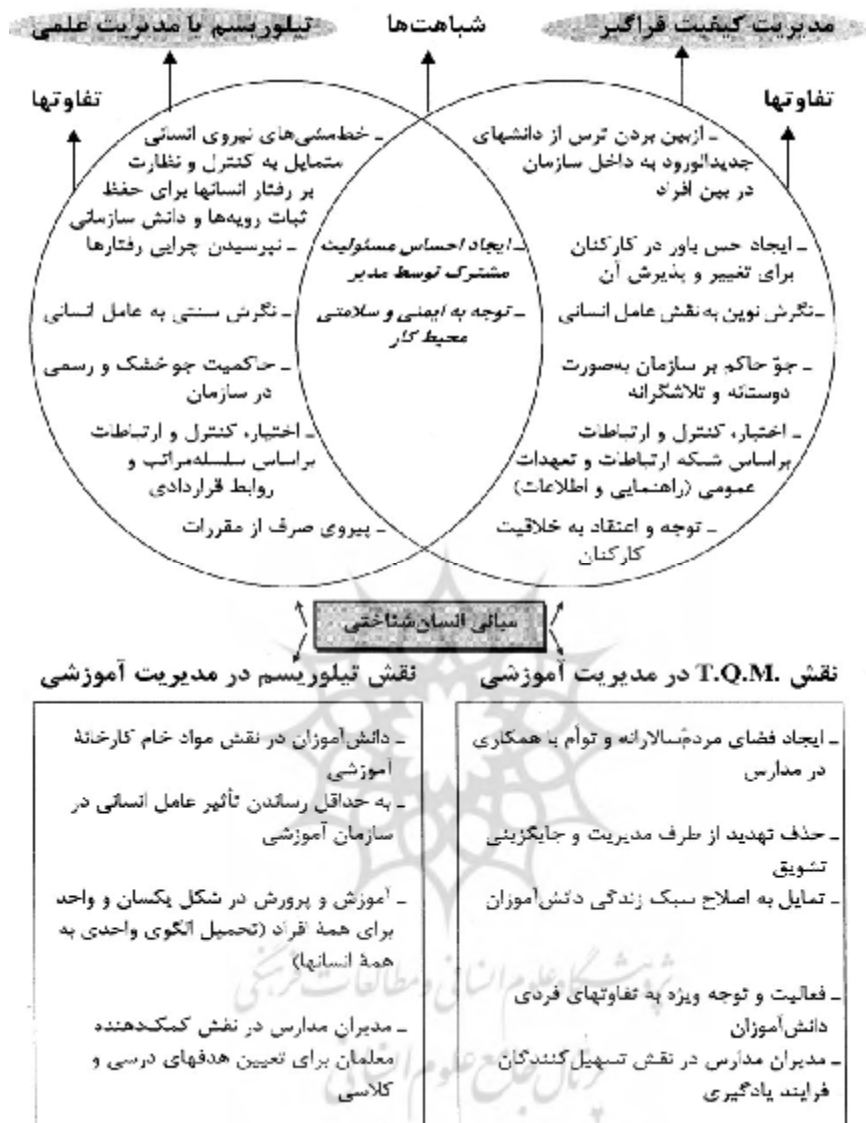 مدیریت کیفیت فراگیر
شباهت‌ها
تیلوریسم یا مدیریت علمی
تفاوتها
تفاوتها
ـ ازبین بردن ترس از دانشهای
جدیدالورود به داخل سازمان
در بین افراد
ـ ایجاد حس باور در کارکنان
برای تغییر و پذیرش آن
ـ نگرش نوین به نقش عامل انسانی
ـ جوّ حاکم بر سازمان به‌صورت
دوستانه و تلاشگرانه
ـ اختیار، کنترل و ارتباطات
براساس شبکه ارتباطات و تعهدات
عمومی (راهنمایی و اطلاعات)
ـ توجه و اعتقاد به خلاقیت
کارکنان
ـ ایجاد احساس مسئولیت
مشترک توسط مدیر
ـ توجه به ایمنی و سلامتی
محیط کار
ـ خط‌مشی‌های نیروی انسانی
متمایل به کنترل و نظارت
بر رفتار انسانها برای حفظ
ثبات رویه‌ها و دانش سازمانی
ـ نپرسیدن چرایی رفتارها
ـ نگرش سنتی به عامل انسانی
ـ حاکمیت جو خشک و رسمی
در سازمان
ـ اختیار، کنترل و ارتباطات
براساس سلسله‌مراتب و
روابط قراردادی
ـ پیروی صرف از مقررات
مبانی انسان‌شناختی
نقش .T.Q.M در مدیریت آموزشی
ـ ایجاد فضای مردم‌سالارانه و توأم با همکاری
در مدارس
ـ حذف تهدید از طرف مدیریت و جایگزینی
تشویق
ـ تمایل به اصلاح سبک زندگی دانش‌آموزان
ـ فعالیت و توجه ویژه به تفاوتهای فردی
دانش‌آموزان
ـ مدیران مدارس در نقش تسهیل‌کنندگان
فرایند یادگیری
نقش تیلوریسم در مدیریت آموزشی
ـ دانش‌آموزان در نقش مواد خام کارخانهٔ
آموزشی
ـ به حداقل رساندن تأثیر عامل انسانی در
سازمان آموزشی
ـ آموزش و پرورش در شکل یکسان و واحد
برای همهٔ افراد (تحمیل الگوی واحدی به
همهٔ انسانها)
ـ مدیران مدارس در نقش کمک‌دهنده
معلمان برای تعیین هدفهای درسی و
کلاسی
پژوهشگاه علوم انسانی و مطالعات فرهنگی
پرتال جامع علوم انسانی